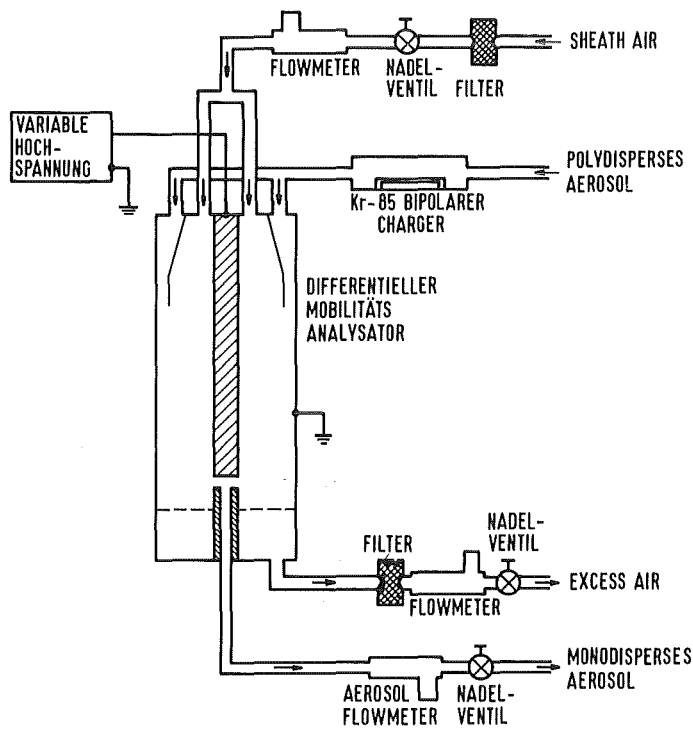 SHEATH AIR
FLOWMETER
NADEL-
VENTIL
FILTER
VARIABLE
HOCH-
SPANNUNG
POLYDISPERSES
AEROSOL
Kr-85 BIPOLARER
CHARGER
DIFFERENTIELLER
MOBILITÄTS
ANALYSATOR
NADEL-
VENTIL
FILTER
EXCESS AIR
FLOWMETER
MONODISPERSES
AEROSOL
AEROSOL
FLOWMETER
NADEL-
VENTIL